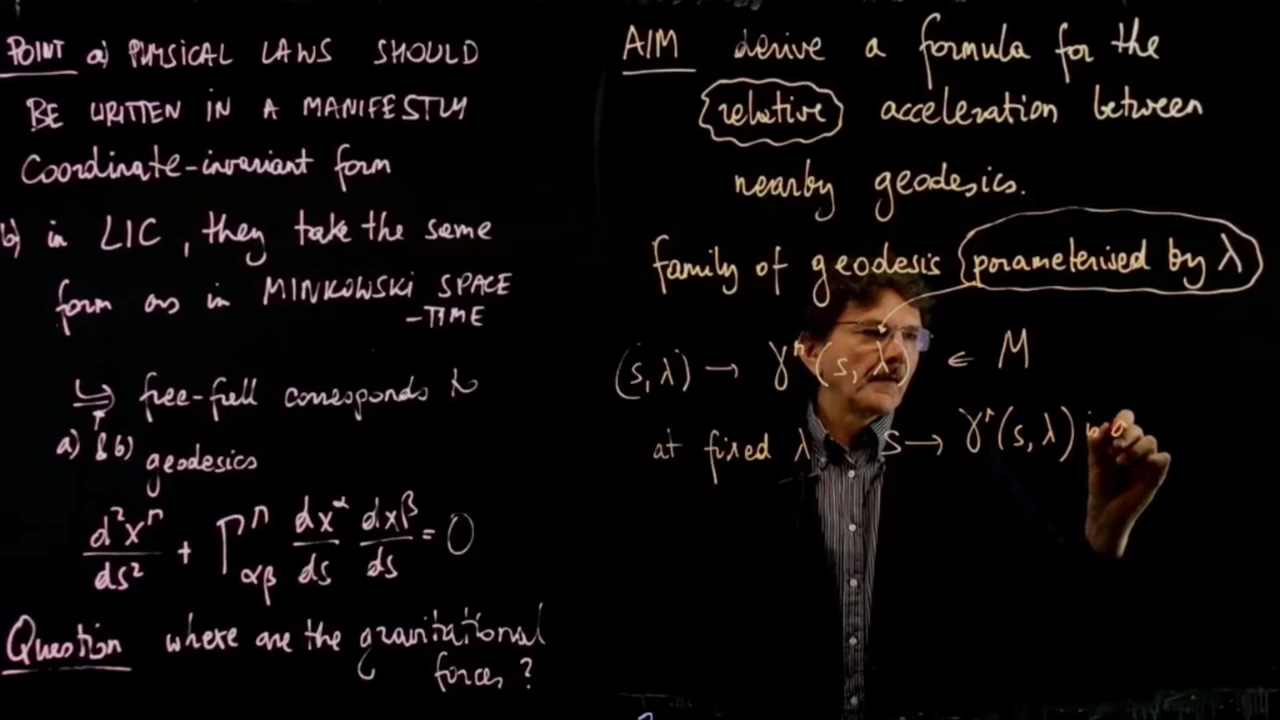 POINT a) PHYSICAL LAWS SHOULD
BE WRITTEN IN A MANIFESTLY
Coordinate-invariant form
b) in LIC, they take the same
form as in MINKOWSKI SPACE
-TIME
↳ free-fall corresponds to
a) & b)
geodesics
d²x^μ/ds² + Γ^μ_αβ dx^α/ds dx^β/ds = 0
Question where are the gravitational
forces?
AIM derive a formula for the
relative acceleration between
nearby geodesics.
family of geodesis parameterised by λ
(s, λ) → γ^μ(s, λ) ∈ M
at fixed λ s → γ^μ(s, λ) is a